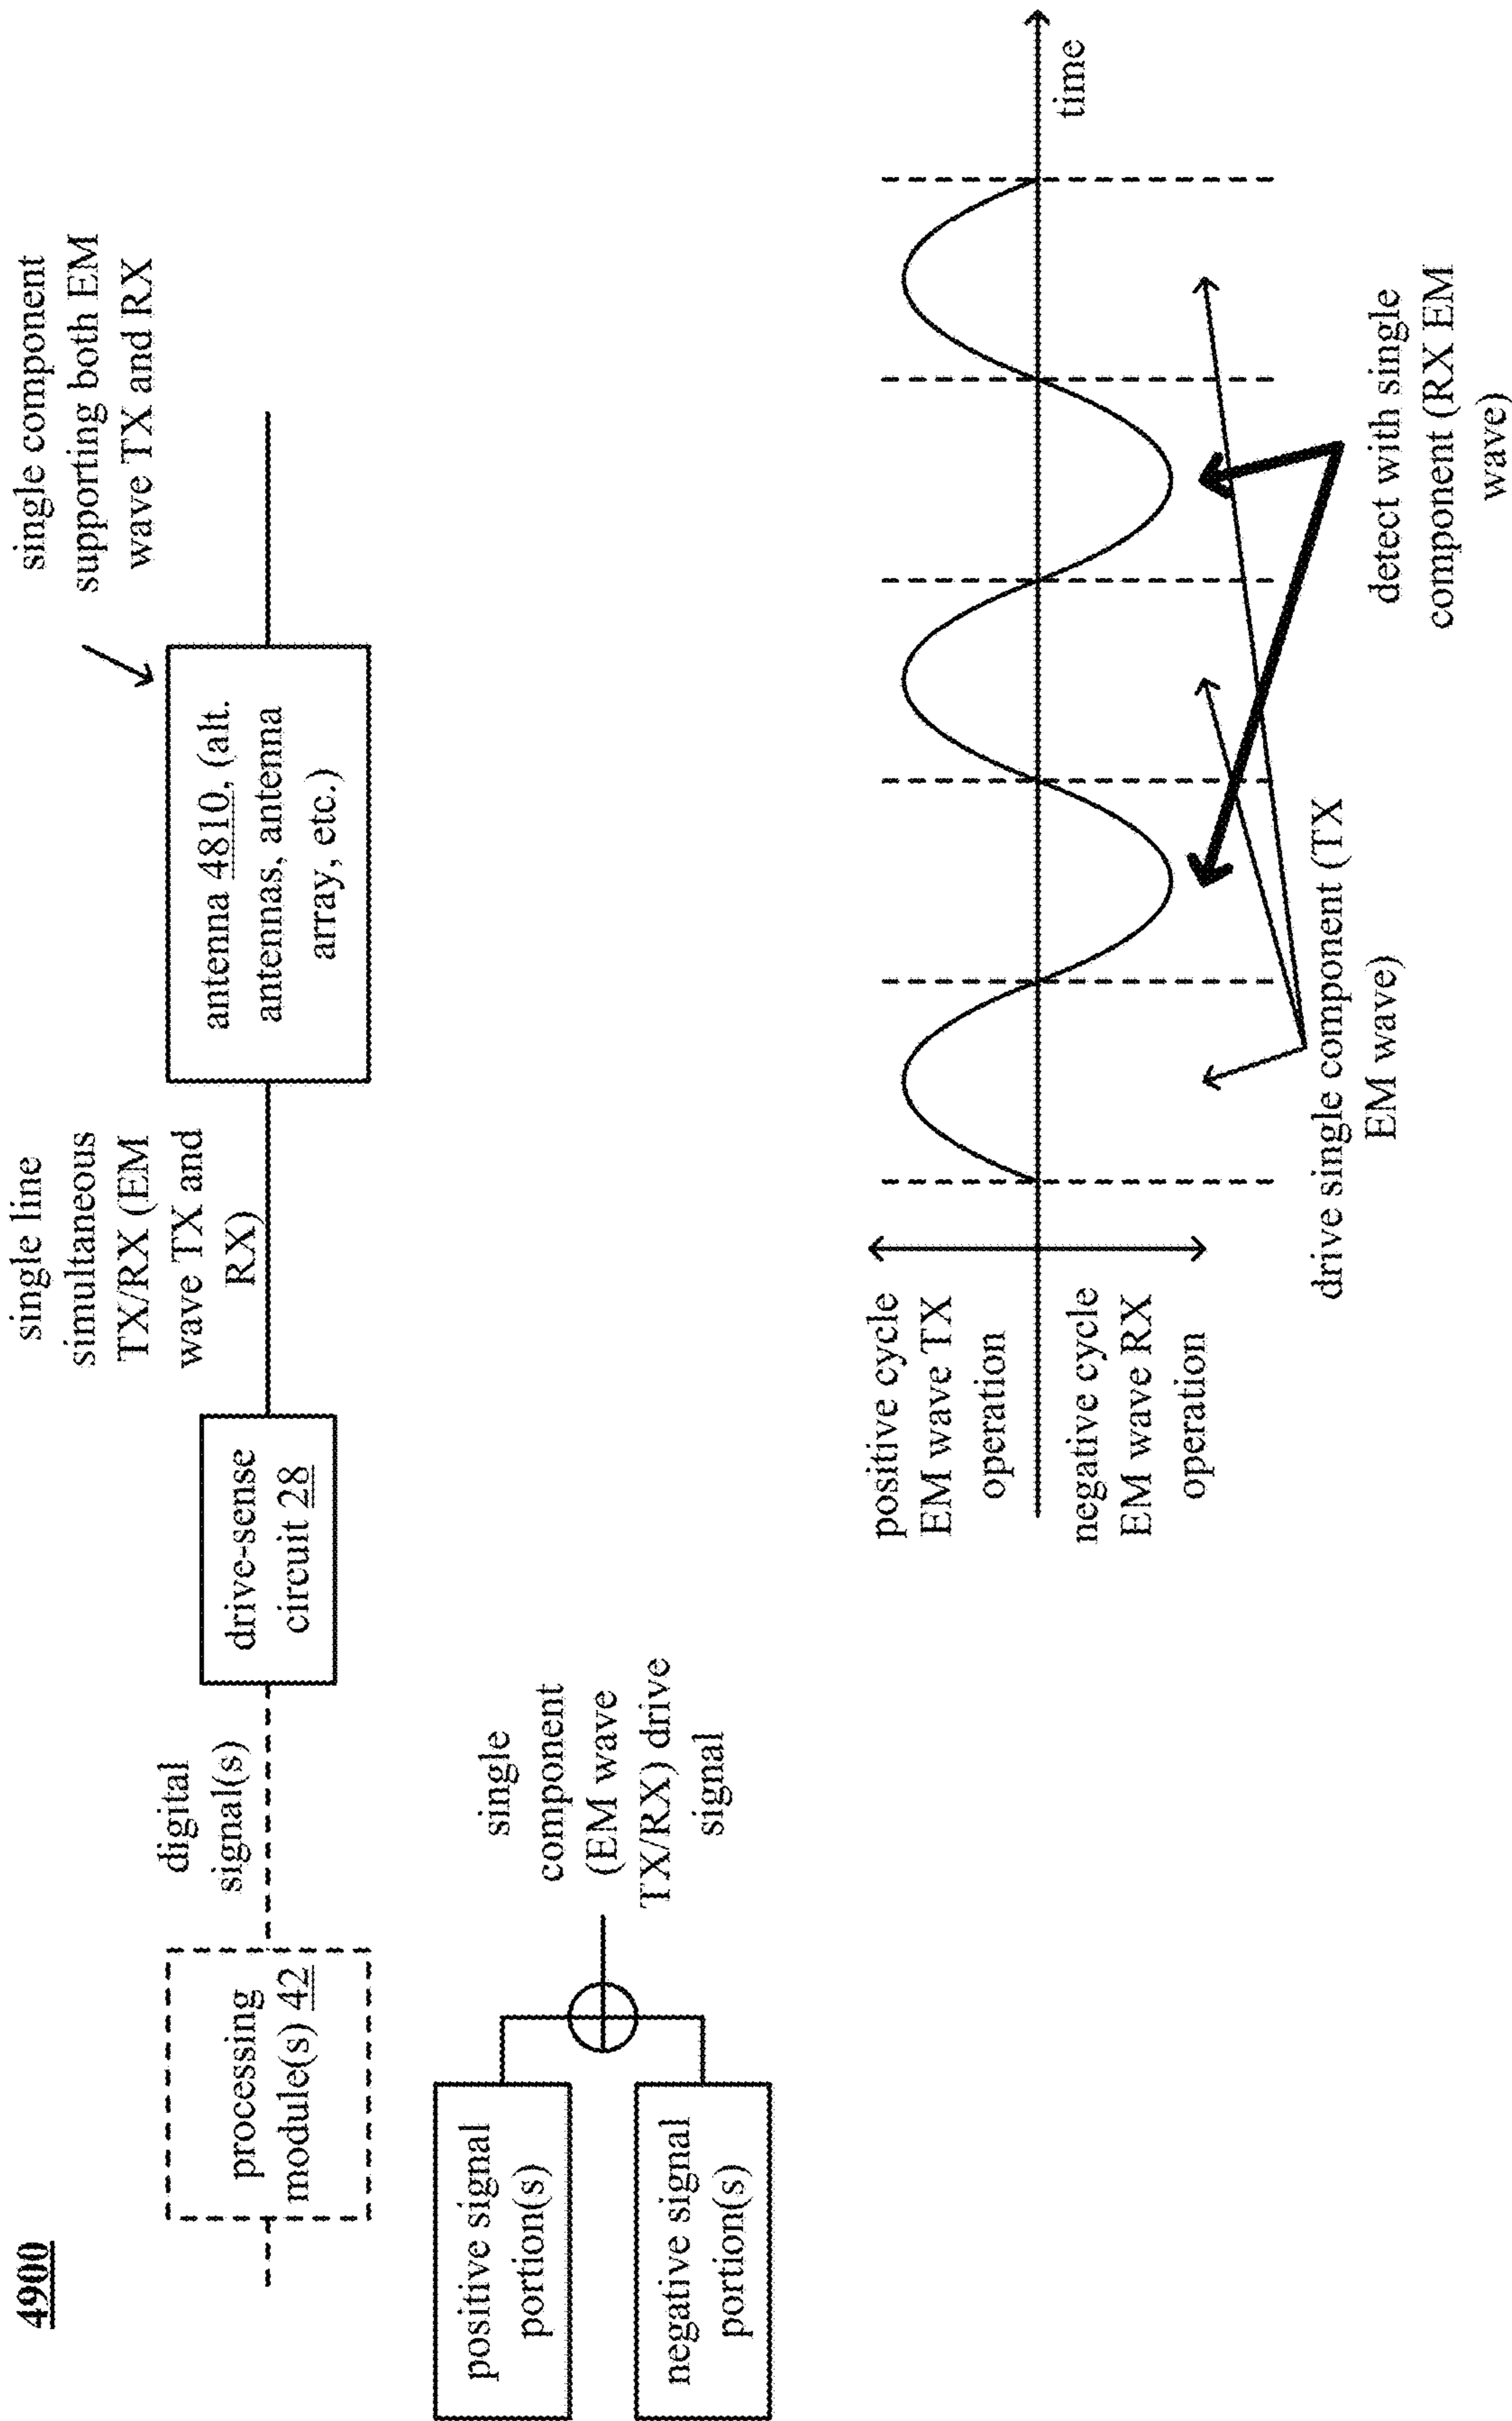 4900
processing
module(s) 42
digital
signal(s)
drive-sense
circuit 28
single line
simultaneous
TX/RX (EM
wave TX and
RX)
antenna 4810, (alt.
antennas, antenna
array, etc.)
single component
supporting both EM
wave TX and RX
positive signal
portion(s)
negative signal
portion(s)
single
component
(EM wave
TX/RX) drive
signal
positive cycle
EM wave TX
operation
negative cycle
EM wave RX
operation
time
drive single component (TX
EM wave)
detect with single
component (RX EM
wave)